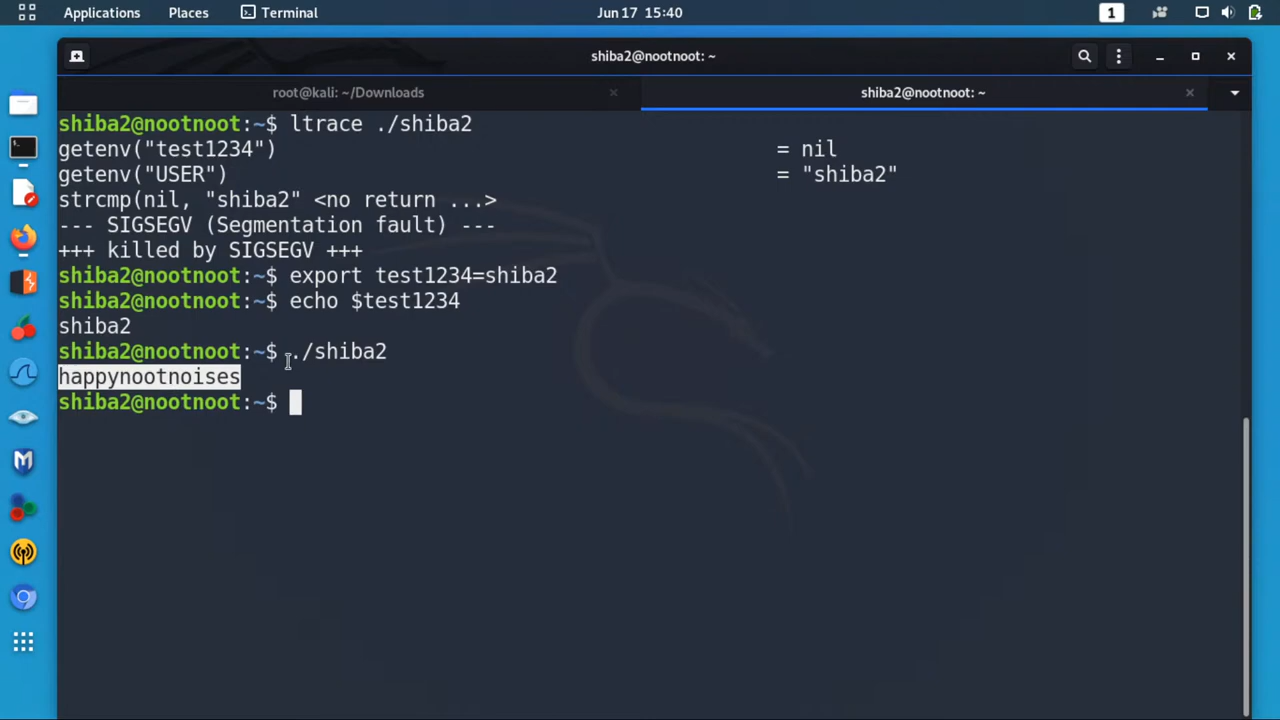 Applications Places Terminal Jun 17 15:40 1
shiba2@nootnoot: ~
root@kali: ~/Downloads shiba2@nootnoot: ~
shiba2@nootnoot:~$ ltrace ./shiba2
getenv("test1234") = nil
getenv("USER") = "shiba2"
strcmp(nil, "shiba2" <no return ...>
--- SIGSEGV (Segmentation fault) ---
+++ killed by SIGSEGV +++
shiba2@nootnoot:~$ export test1234=shiba2
shiba2@nootnoot:~$ echo $test1234
shiba2
shiba2@nootnoot:~$ ./shiba2
happynootnoises
shiba2@nootnoot:~$